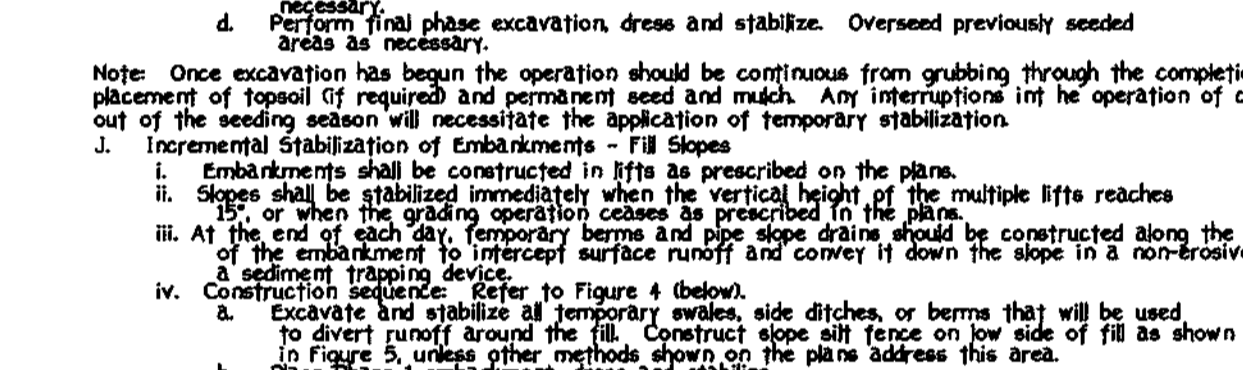 necessary.
d. Perform final phase excavation, dress and stabilize. Overseed previously seeded
areas as necessary.
Note: Once excavation has begun the operation should be continuous from grubbing through the completi
placement of topsoil (if required) and permanent seed and mulch. Any interruptions int he operation of
out of the seeding season will necessitate the application of temporary stabilization.
J. Incremental Stabilization of Embankments - Fill Slopes
i. Embankments shall be constructed in lifts as prescribed on the plans.
ii. Slopes shall be stabilized immediately when the vertical height of the multiple lifts reaches
15', or when the grading operation ceases as prescribed in the plans.
iii. At the end of each day, temporary berms and pipe slope drains should be constructed along the
of the embankment to intercept surface runoff and convey it down the slope in a non-erosiv
a sediment trapping device.
iv. Construction sequence: Refer to Figure 4 (below).
a. Excavate and stabilize all temporary swales, side ditches, or berms that will be used
to divert runoff around the fill. Construct slope silt fence on low side of fill as shown
in Figure 5, unless other methods shown on the plans address this area.